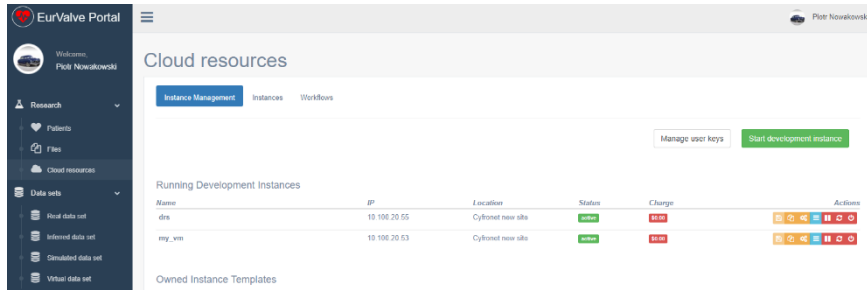 EurValve Portal
Piotr Nowakowsk
Welcome,
Piotr Nowakowski
Research
Patients
Files
Cloud resources
Data sets
Real data set
Inferred data set
Simulated data set
Virtual data set
Cloud resources
Instance Management Instances Workflows
Manage user keys Start development instance
Running Development Instances
Name IP Location Status Charge Actions
drs 10.100.20.55 Cyfronet new site active $0.00
my_vm 10.100.20.53 Cyfronet new site active $0.00
Owned Instance Templates